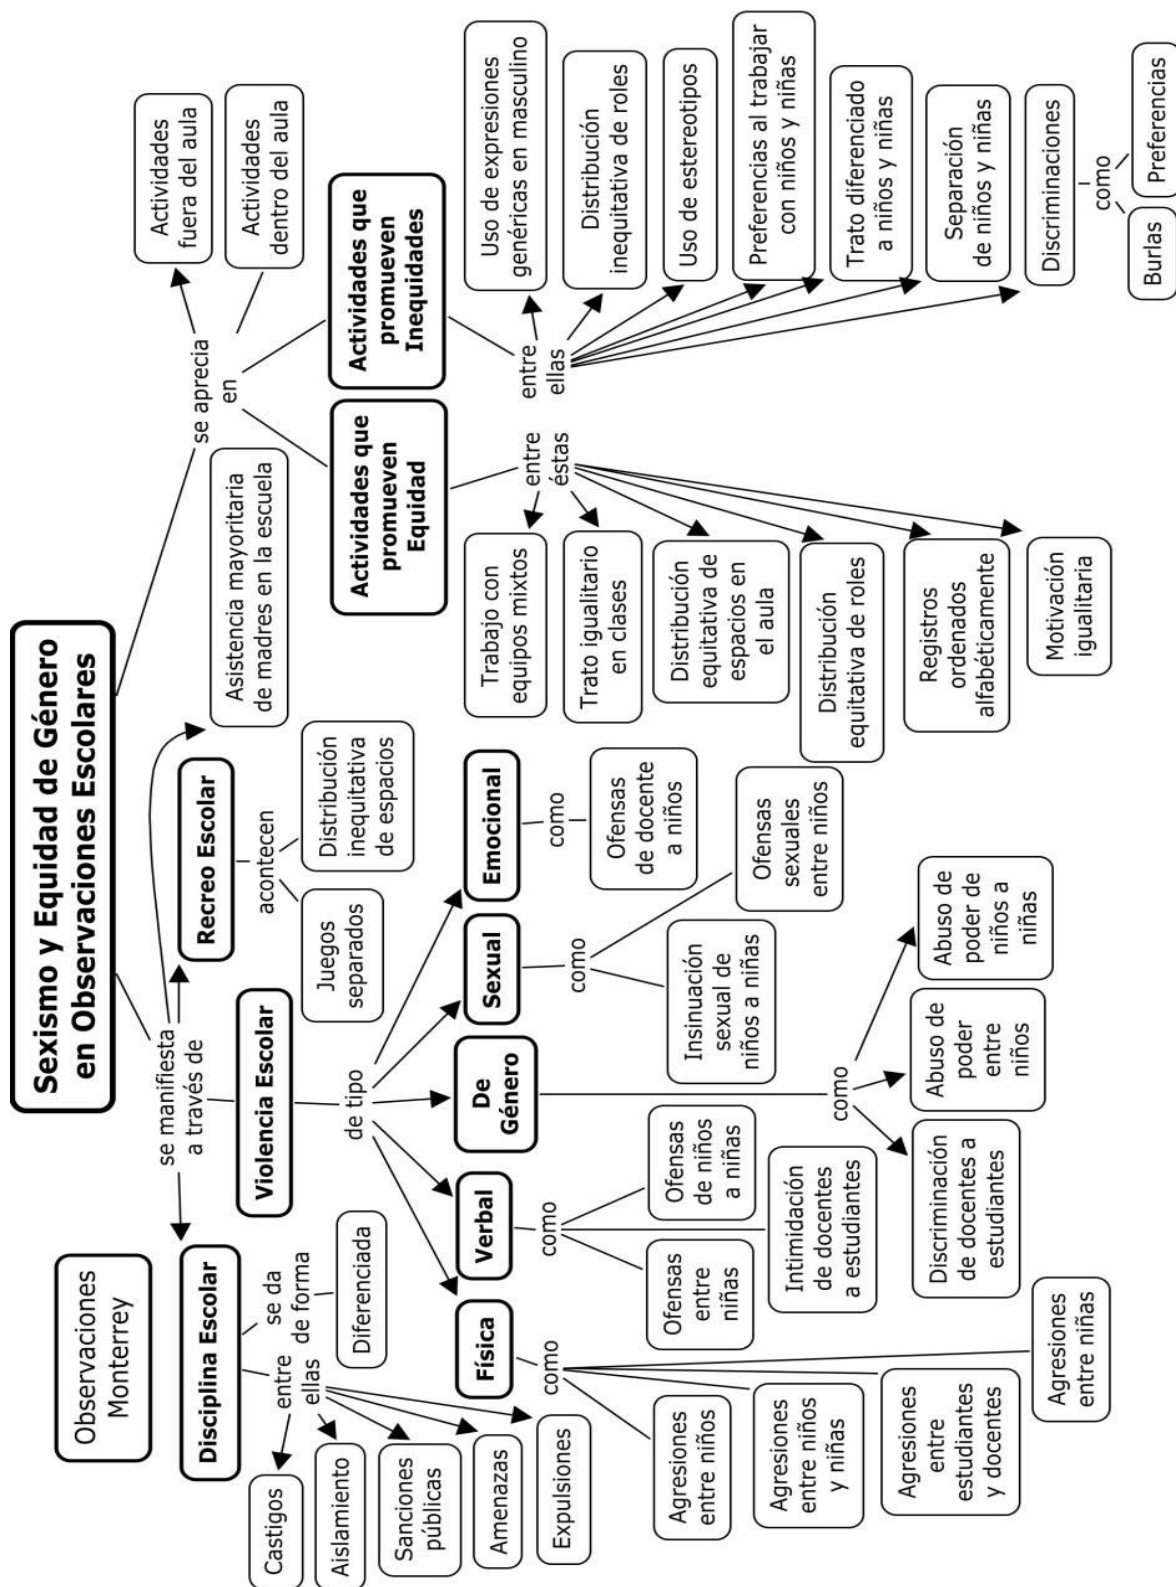 Sexismo y Equidad de Género
en Observaciones Escolares
Observaciones
Monterrey
se manifiesta
a través de
se aprecia
en
Disciplina Escolar
Violencia Escolar
Recreo Escolar
Asistencia mayoritaria
de madres en la escuela
Actividades
fuera del aula
Actividades
dentro del aula
entre
ellas
se da
de forma
Diferenciada
Castigos
Aislamiento
Sanciones
públicas
Amenazas
Expulsiones
acontecen
Juegos
separados
Distribución
inequitativa
de espacios
de tipo
Física
Verbal
De
Género
Sexual
Emocional
como
Agresiones
entre niños
Agresiones
entre niños
y niñas
Agresiones
entre
estudiantes
y docentes
Agresiones
entre niñas
como
Ofensas
entre
niñas
Ofensas
de niños
a niñas
Intimidación
de docentes
a estudiantes
como
Discriminación
de docentes a
estudiantes
Abuso de
poder
entre
niños
Abuso de
poder de
niños a
niñas
como
Insinuación
sexual de
niños a niñas
Ofensas
sexuales
entre niños
como
Ofensas
de docente
a niños
Actividades que
promueven
Equidad
entre
éstas
Trabajo con
equipos mixtos
Trato igualitario
en clases
Distribución
equitativa de
espacios en
el aula
Distribución
equitativa de roles
Registros
ordenados
alfabéticamente
Motivación
igualitaria
Actividades que
promueven
Inequidades
entre
ellas
Uso de expresiones
genéricas en masculino
Distribución
inequitativa de roles
Uso de estereotipos
Preferencias al trabajar
con niños y niñas
Trato diferenciado
a niños y niñas
Separación
de niños y niñas
Discriminaciones
como
Burlas
Preferencias